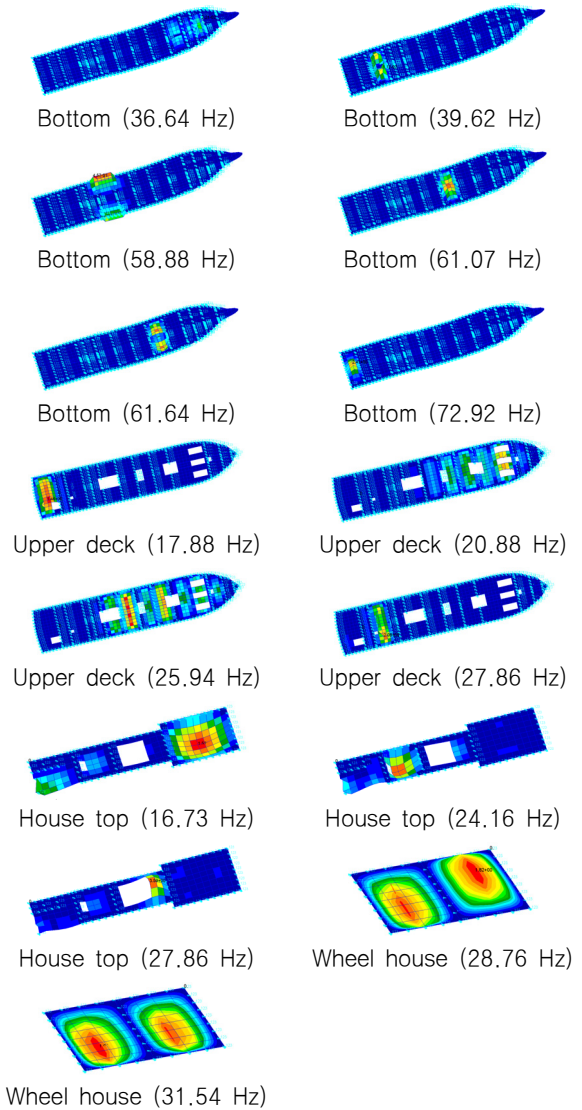 Bottom (36.64 Hz)
Bottom (39.62 Hz)
Bottom (58.88 Hz)
Bottom (61.07 Hz)
Bottom (61.64 Hz)
Bottom (72.92 Hz)
Upper deck (17.88 Hz)
Upper deck (20.88 Hz)
Upper deck (25.94 Hz)
Upper deck (27.86 Hz)
House top (16.73 Hz)
House top (24.16 Hz)
House top (27.86 Hz)
Wheel house (28.76 Hz)
Wheel house (31.54 Hz)